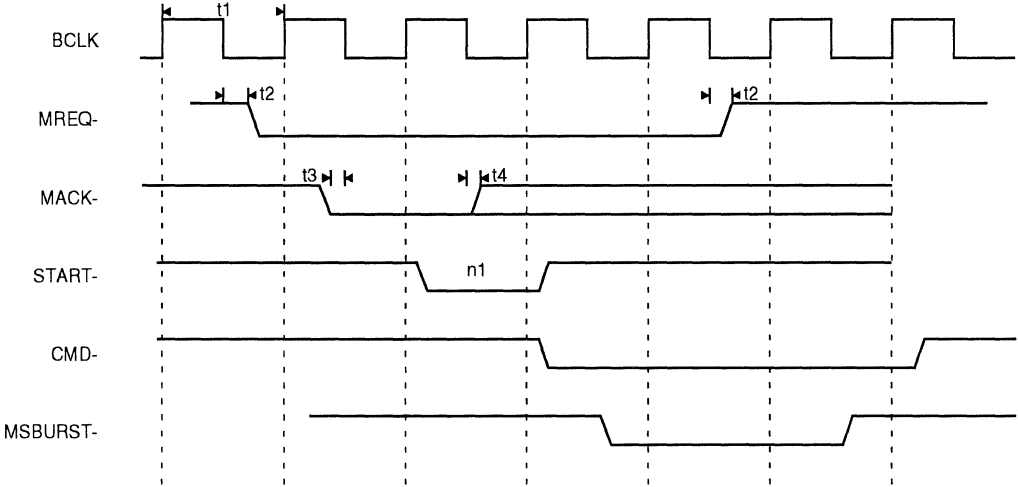 t1
BCLK
t2
t2
MREQ-
t3
t4
MACK-
START-
n1
CMD-
MSBURST-